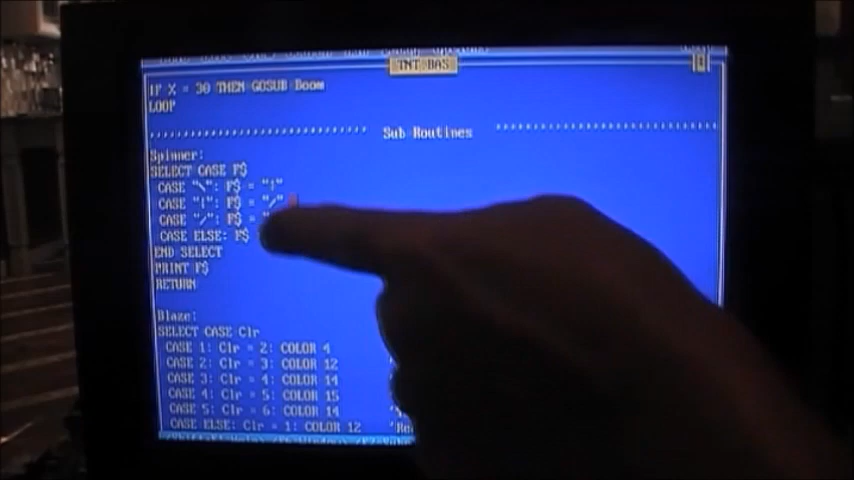 TNT.BAS
IF X = 30 THEN GOSUB Boom
LOOP
Sub Routines
Spinner:
SELECT CASE F$
CASE "\": F$ = "|"
CASE "|": F$ = "/"
CASE "/": F$ = "
CASE ELSE: F$
END SELECT
PRINT F$
RETURN
Blaze:
SELECT CASE Clr
CASE 1: Clr = 2: COLOR 4
CASE 2: Clr = 3: COLOR 12
CASE 3: Clr = 4: COLOR 14
CASE 4: Clr = 5: COLOR 15
CASE 5: Clr = 6: COLOR 14
CASE ELSE: Clr = 1: COLOR 12